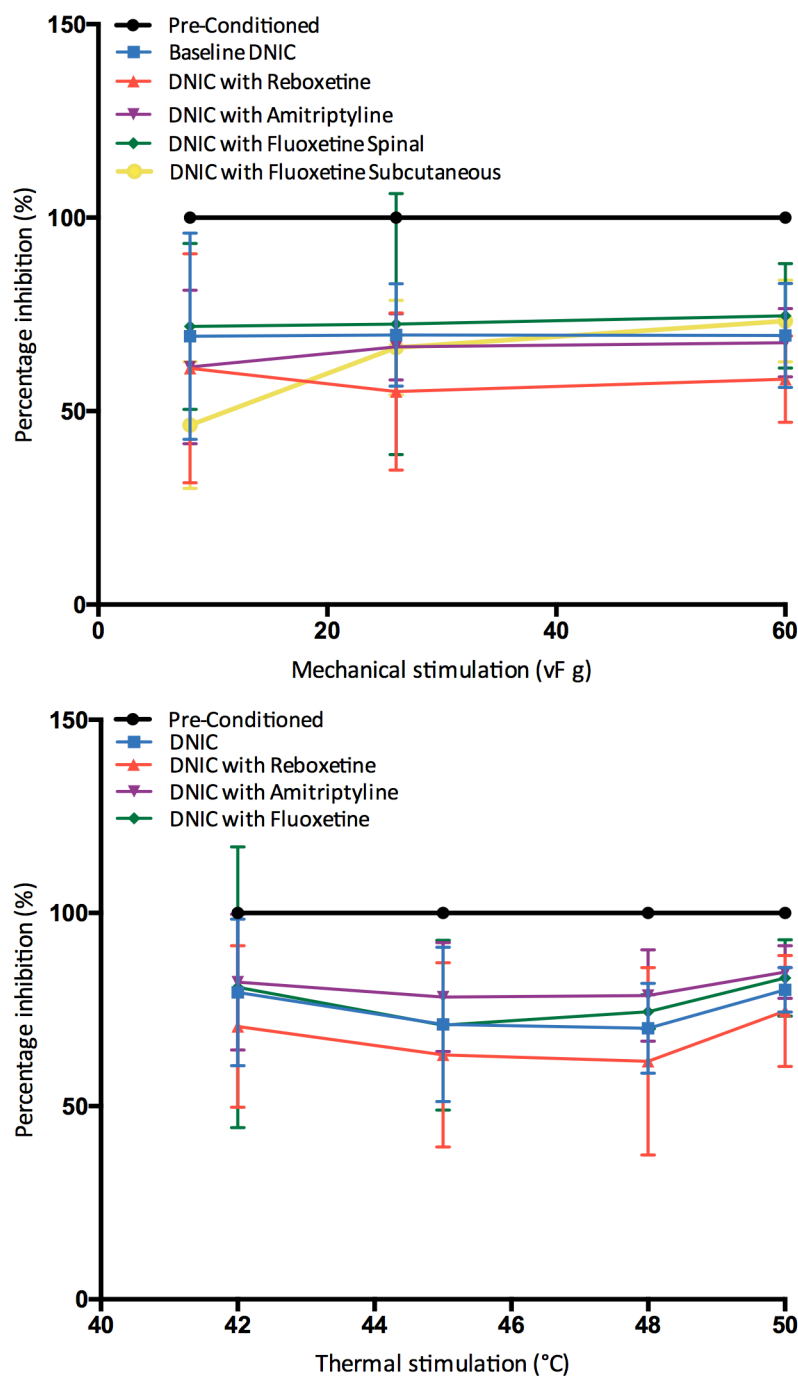 150
Pre-Conditioned
Baseline DNIC
DNIC with Reboxetine
DNIC with Amitriptyline
DNIC with Fluoxetine Spinal
DNIC with Fluoxetine Subcutaneous
100
50
0
Percentage inhibition (%)
0 20 40 60
Mechanical stimulation (vF g)
150
Pre-Conditioned
DNIC
DNIC with Reboxetine
DNIC with Amitriptyline
DNIC with Fluoxetine
100
50
0
Percentage inhibition (%)
40 42 44 46 48 50
Thermal stimulation (°C)